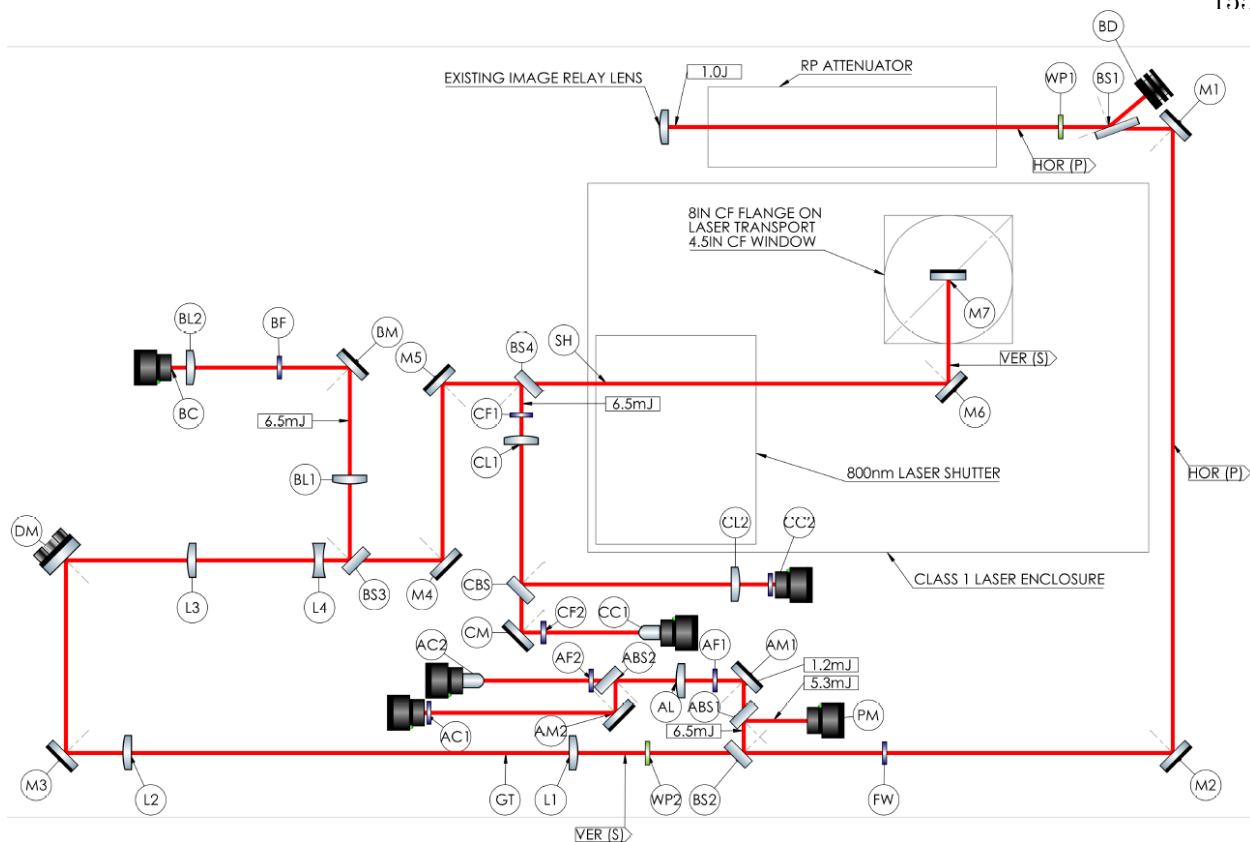 BD
EXISTING IMAGE RELAY LENS
1.0J
RP ATTENUATOR
WP1
BS1
M1
HOR (P)
8IN CF FLANGE ON
LASER TRANSPORT
4.5IN CF WINDOW
M7
VER (S)
BL2
BF
BM
M5
BS4
SH
BC
6.5mJ
CF1
6.5mJ
M6
CL1
BL1
800nm LASER SHUTTER
HOR (P)
DM
CL2
CC2
L3
L4
BS3
M4
CBS
CLASS 1 LASER ENCLOSURE
CM
CF2
CC1
AC2
AF2
ABS2
AF1
AM1
1.2mJ
5.3mJ
AL
ABS1
PM
AC1
AM2
6.5mJ
M3
L2
GT
L1
WP2
BS2
FW
M2
VER (S)